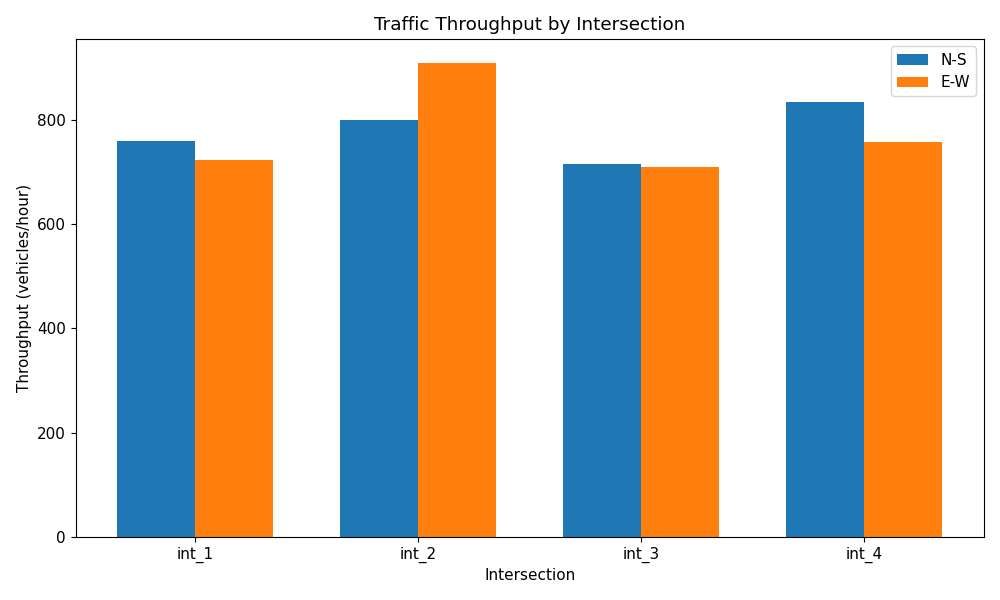 Traffic Throughput by Intersection
N-S
E-W
Throughput (vehicles/hour)
800
600
400
200
0
int_1
int_2
int_3
int_4
Intersection